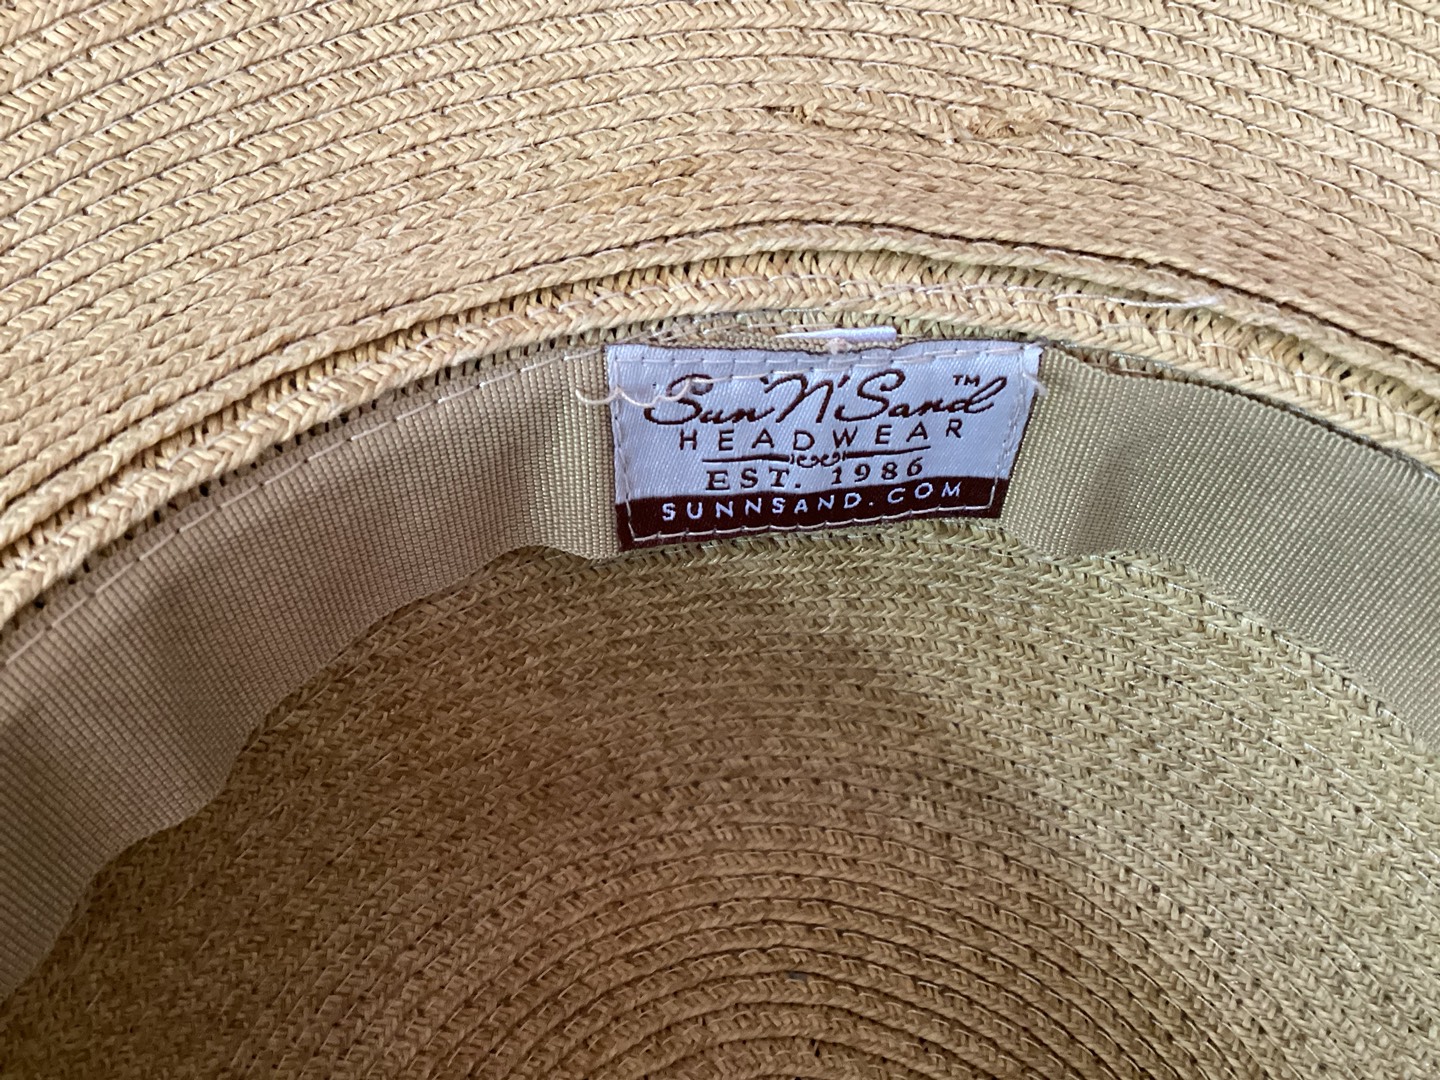 Sun 'N' Sand™
HEADWEAR
EST. 1986
SUNNSAND.COM